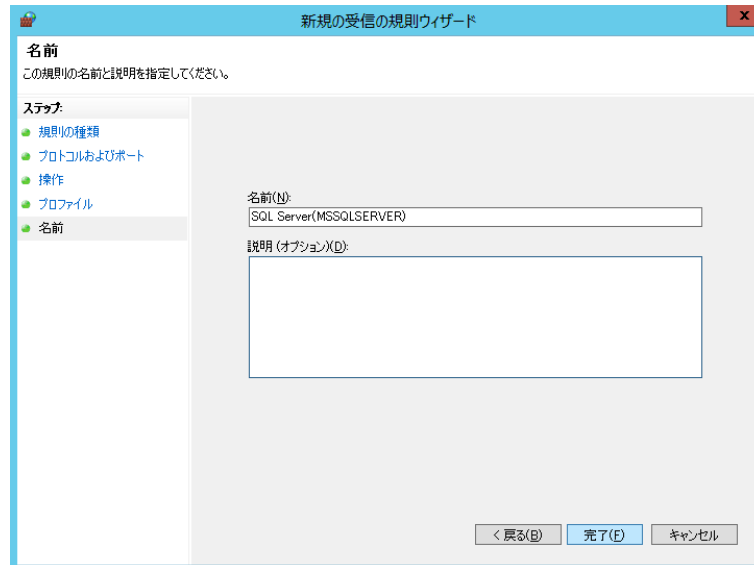 新規の受信の規則ウィザード
x
名前
この規則の名前と説明を指定してください。
ステップ:
規則の種類
プロトコルおよびポート
操作
プロファイル
名前
名前(N):
SQL Server(MSSQLSERVER)
説明 (オプション)(D):
< 戻る(B)
完了(F)
キャンセル